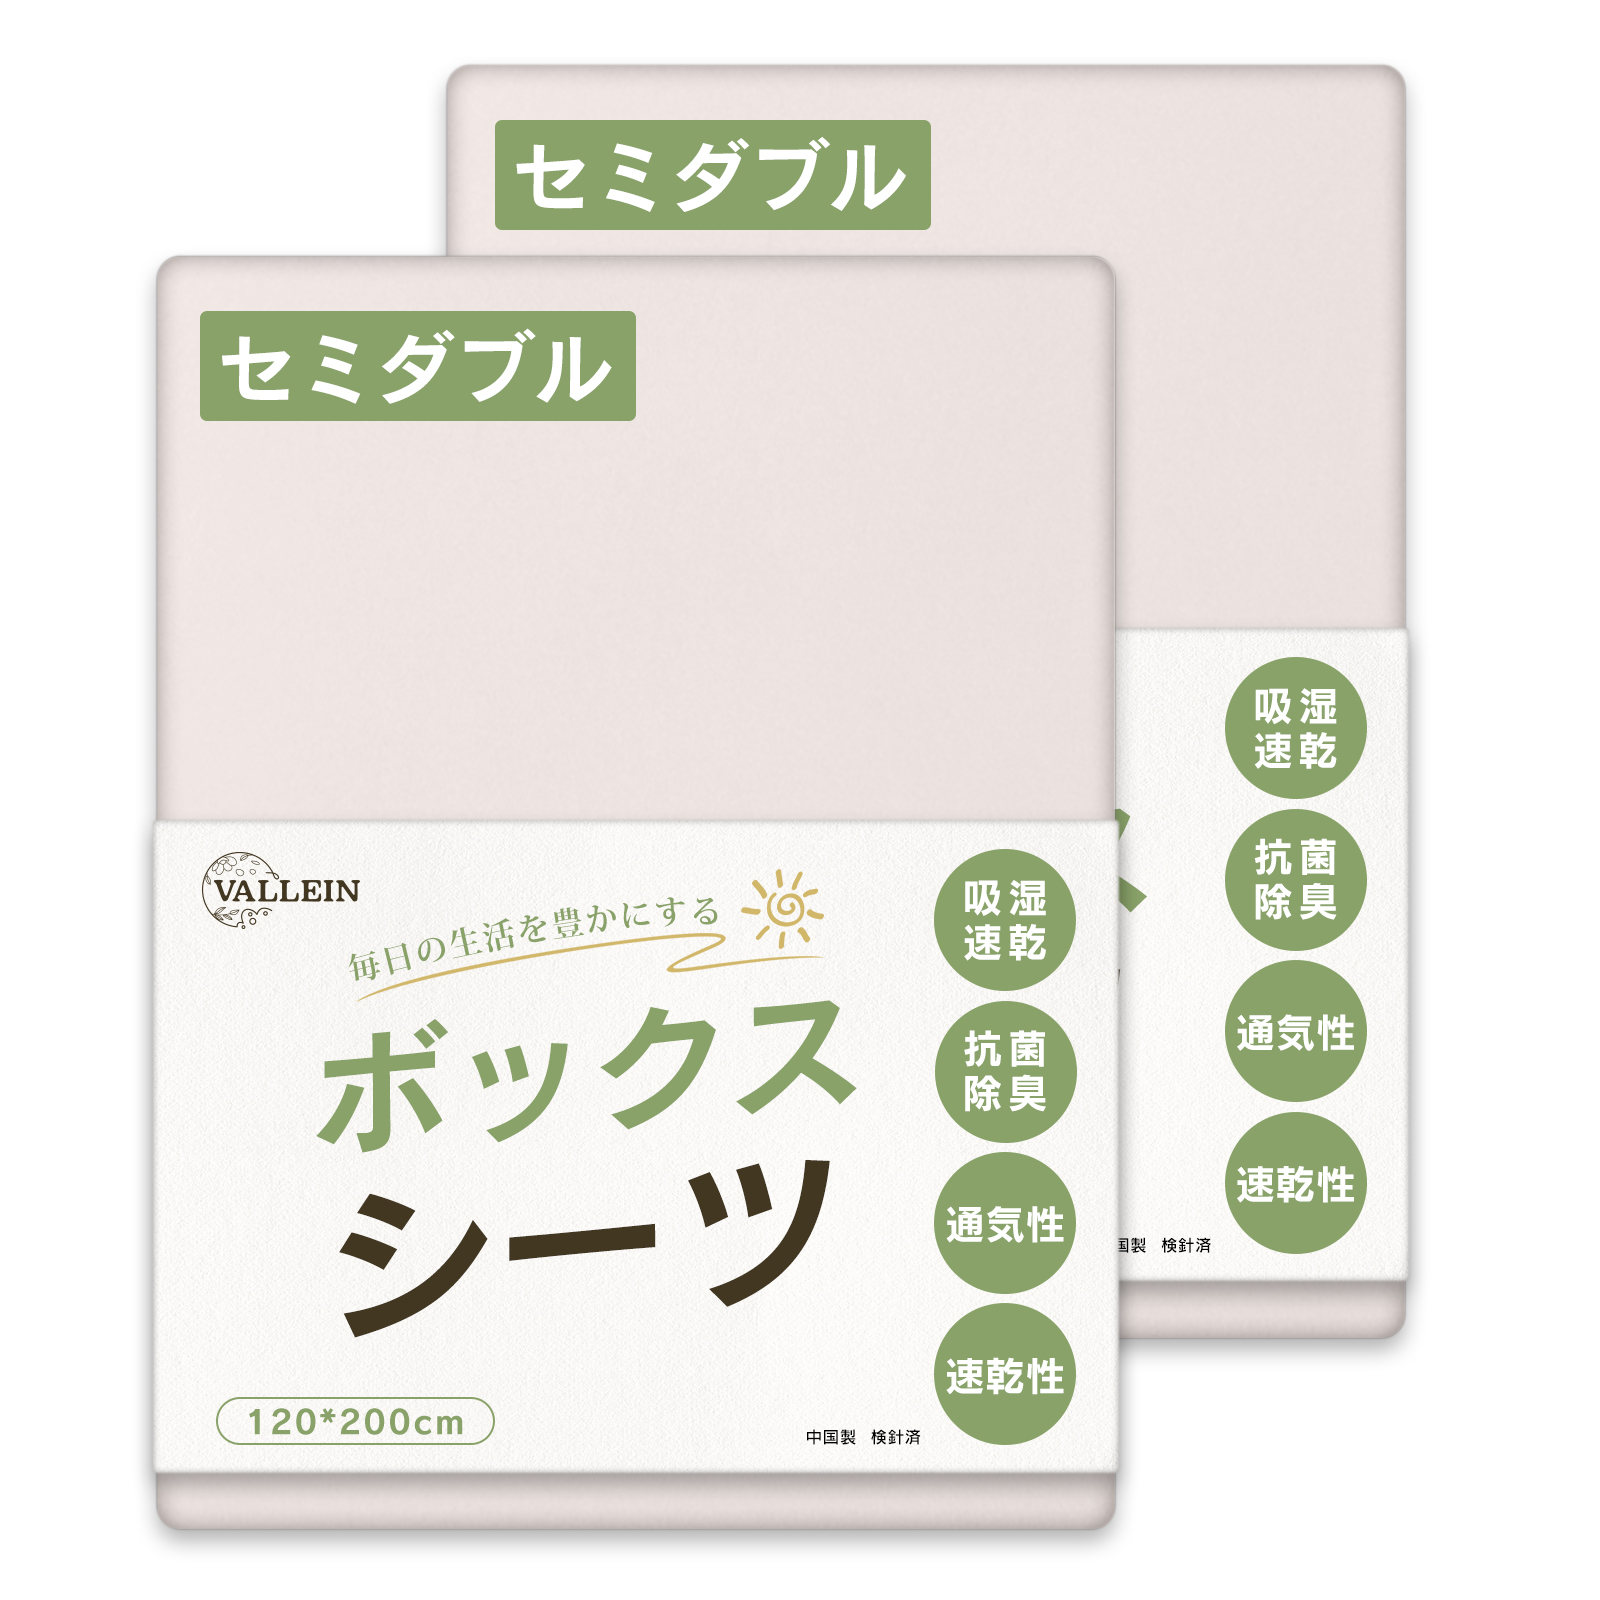 セミダブル
セミダブル
VALLEIN
毎日の生活を豊かにする
ボックス
シーツ
120*200cm
中国製 検針済
吸湿
速乾
抗菌
除臭
通気性
速乾性
吸湿
速乾
抗菌
除臭
通気性
速乾性
国製 検針済